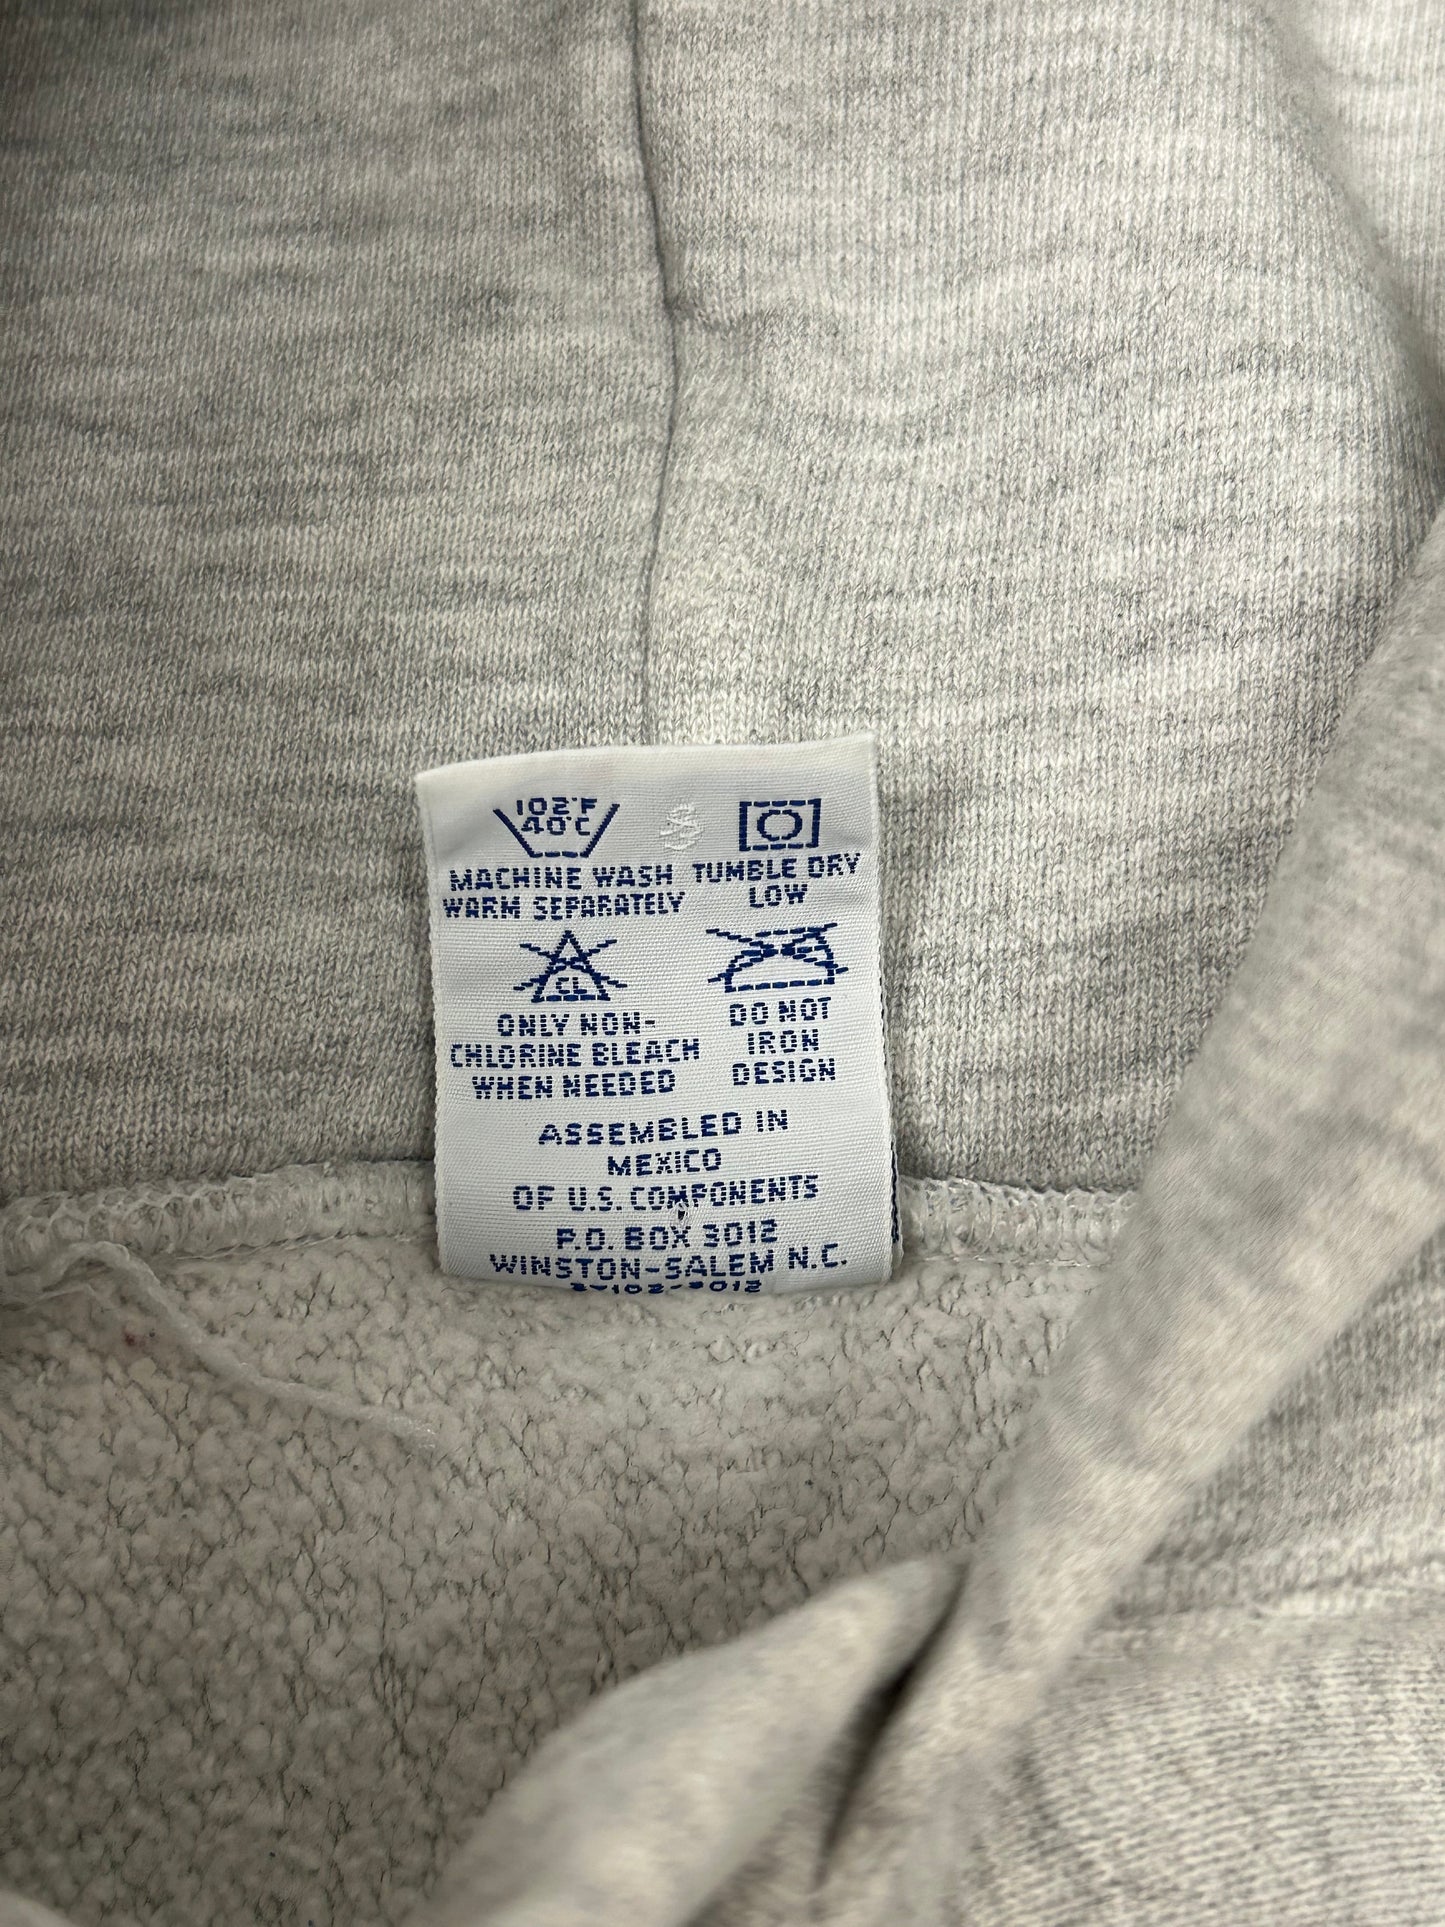 102°F
40°C
MACHINE WASH
WARM SEPARATELY
TUMBLE DRY
LOW
CL
ONLY NON-
CHLORINE BLEACH
WHEN NEEDED
DO NOT
IRON
DESIGN
ASSEMBLED IN
MEXICO
OF U.S. COMPONENTS
P.O. BOX 3012
WINSTON-SALEM N.C.